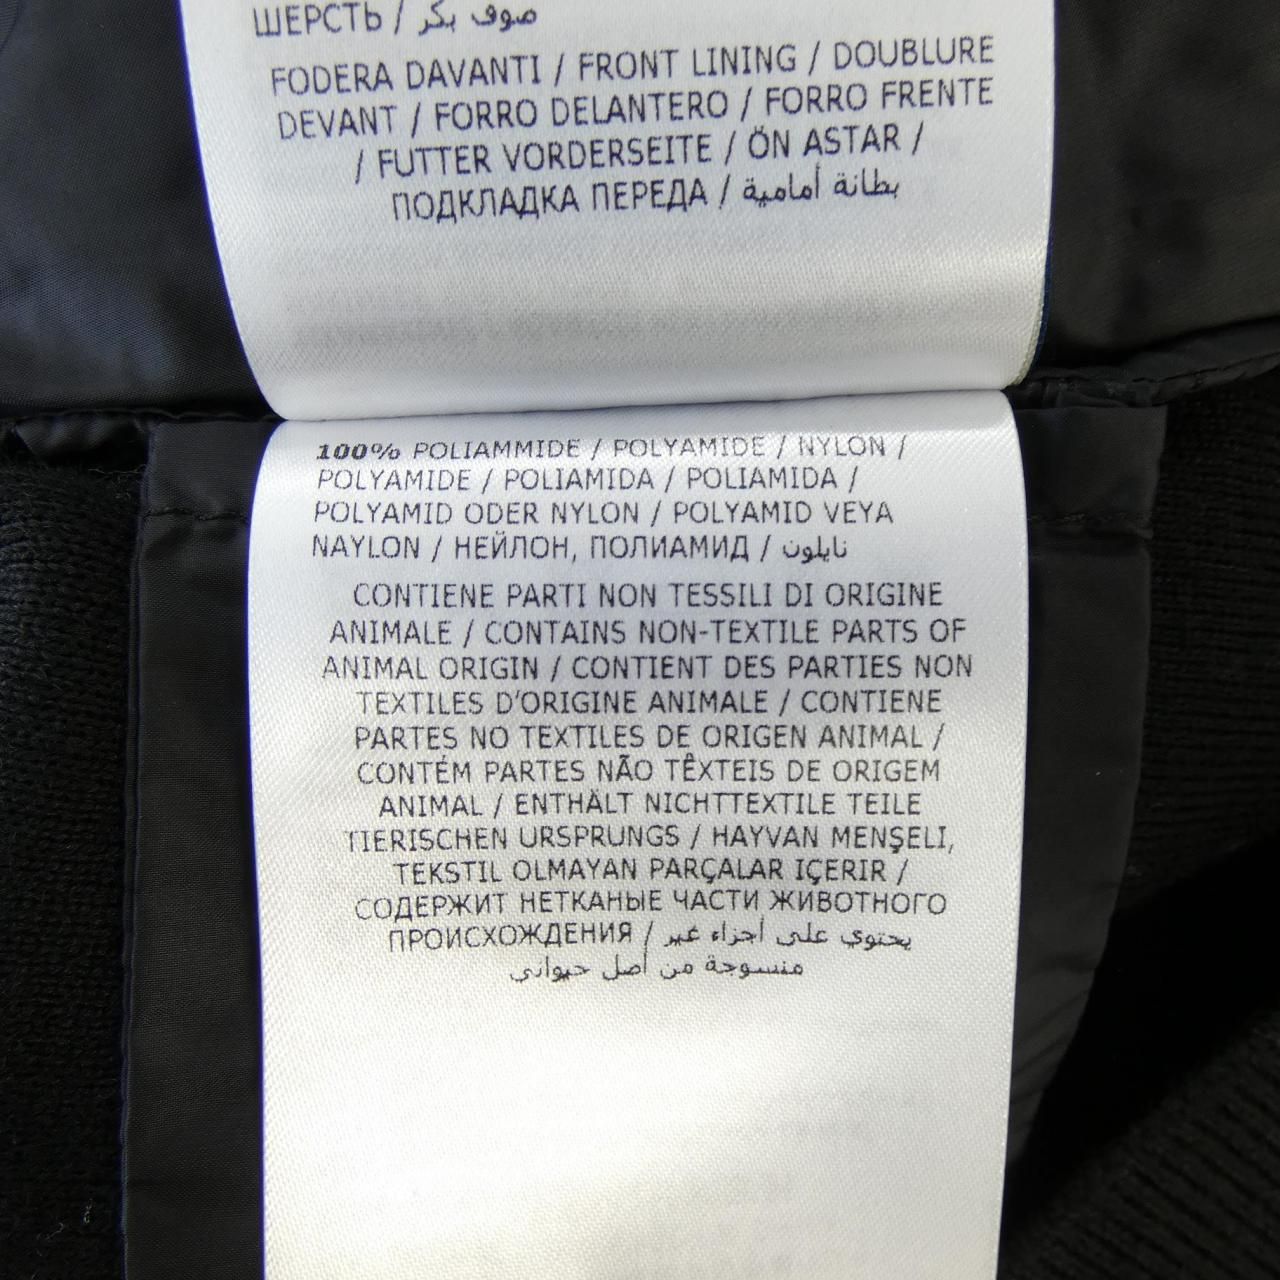 ШЕРСТЬ / صوف بكر
FODERA DAVANTI / FRONT LINING / DOUBLURE
DEVANT / FORRO DELANTERO / FORRO FRENTE
/ FUTTER VORDERSEITE / ÖN ASTAR /
ПОДКЛАДКА ПЕРЕДА / بطانة أمامية
100% POLIAMMIDE / POLYAMIDE / NYLON /
POLYAMIDE / POLIAMIDA / POLIAMIDA /
POLYAMID ODER NYLON / POLYAMID VEYA
NAYLON / НЕЙЛОН, ПОЛИАМИД / نايلون
CONTIENE PARTI NON TESSILI DI ORIGINE
ANIMALE / CONTAINS NON-TEXTILE PARTS OF
ANIMAL ORIGIN / CONTIENT DES PARTIES NON
TEXTILES D'ORIGINE ANIMALE / CONTIENE
PARTES NO TEXTILES DE ORIGEN ANIMAL /
CONTÉM PARTES NÃO TÊXTEIS DE ORIGEM
ANIMAL / ENTHÄLT NICHTTEXTILE TEILE
TIERISCHEN URSPRUNGS / HAYVAN MENŞELI,
TEKSTIL OLMAYAN PARÇALAR IÇERIR /
СОДЕРЖИТ НЕТКАНЫЕ ЧАСТИ ЖИВОТНОГО
ПРОИСХОЖДЕНИЯ / يحتوي على أجزاء غير
منسوجة من أصل حيواني